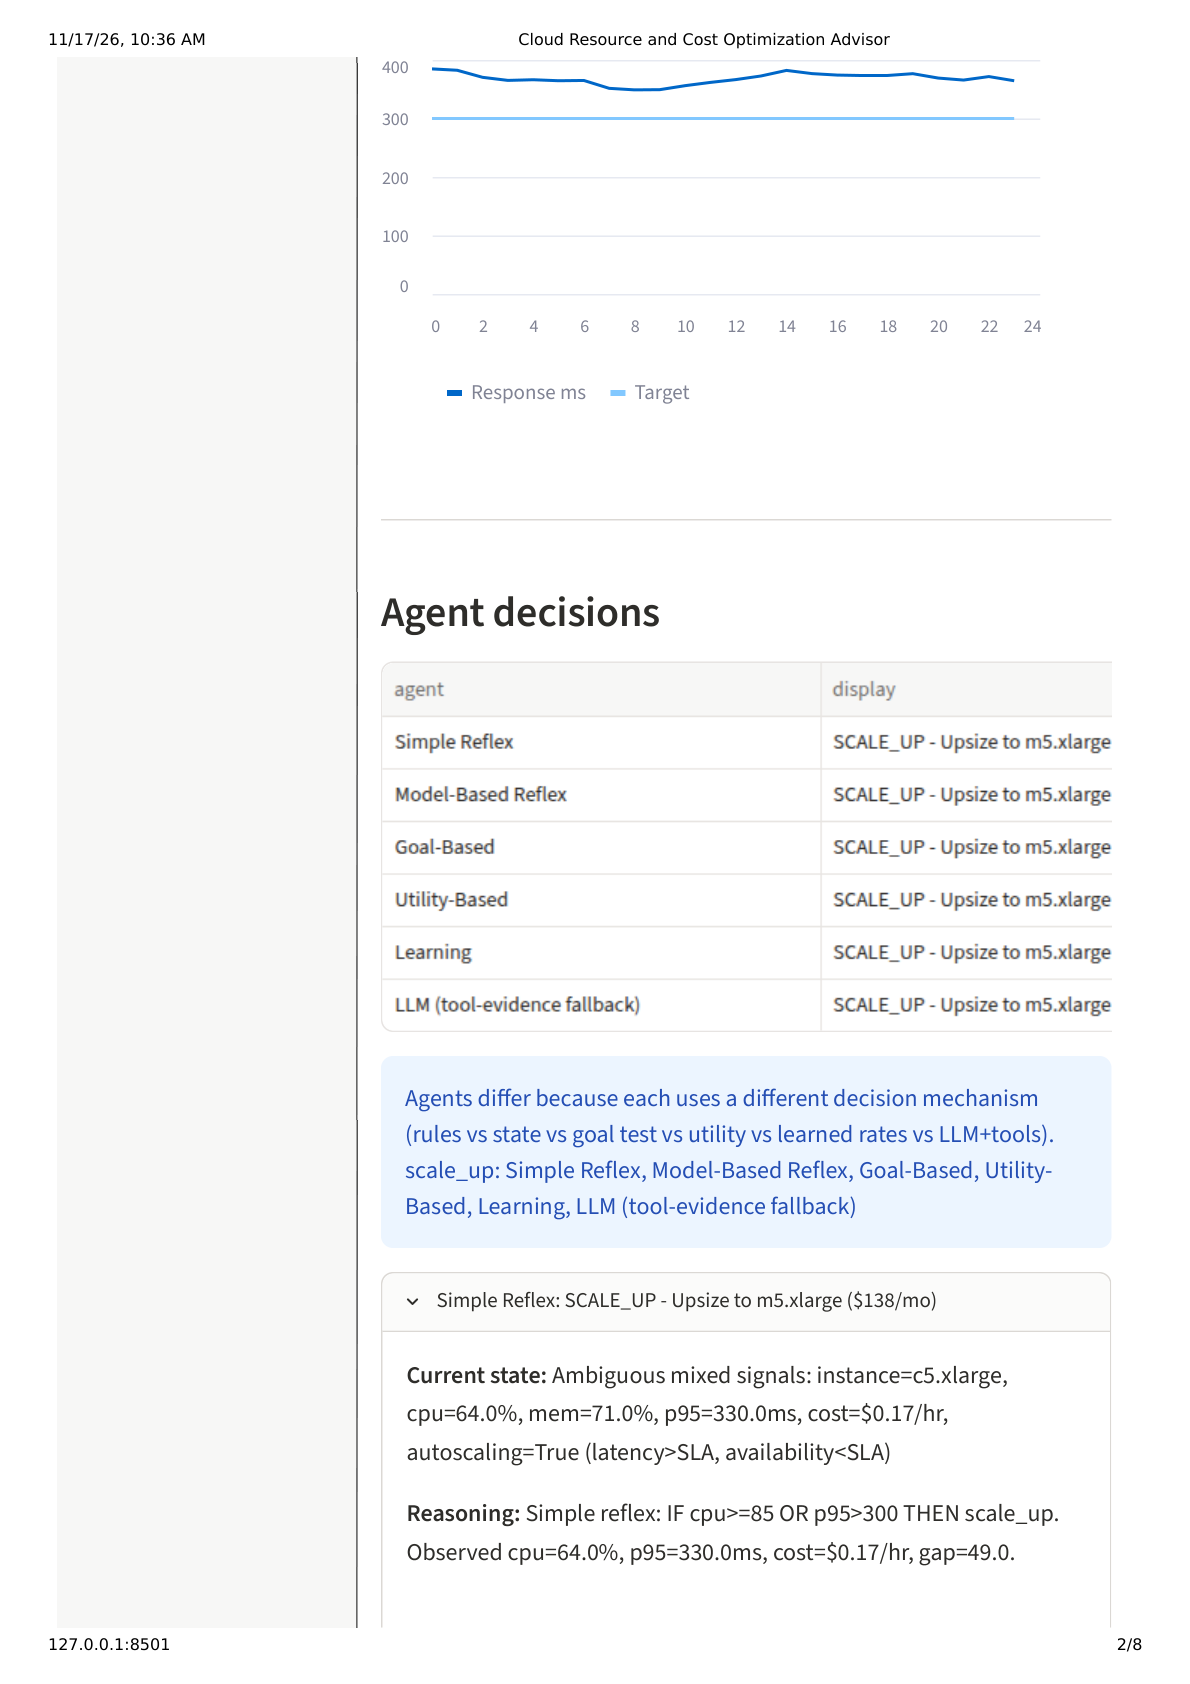 11/17/26, 10:36 AM
Cloud Resource and Cost Optimization Advisor
400
300
200
100
0
0 2 4 6 8 10 12 14 16 18 20 22 24
Response ms Target
Agent decisions
agent display
Simple Reflex SCALE_UP - Upsize to m5.xlarge
Model-Based Reflex SCALE_UP - Upsize to m5.xlarge
Goal-Based SCALE_UP - Upsize to m5.xlarge
Utility-Based SCALE_UP - Upsize to m5.xlarge
Learning SCALE_UP - Upsize to m5.xlarge
LLM (tool-evidence fallback) SCALE_UP - Upsize to m5.xlarge
Agents differ because each uses a different decision mechanism
(rules vs state vs goal test vs utility vs learned rates vs LLM+tools).
scale_up: Simple Reflex, Model-Based Reflex, Goal-Based, Utility-
Based, Learning, LLM (tool-evidence fallback)
Simple Reflex: SCALE_UP - Upsize to m5.xlarge ($138/mo)
Current state: Ambiguous mixed signals: instance=c5.xlarge,
cpu=64.0%, mem=71.0%, p95=330.0ms, cost=$0.17/hr,
autoscaling=True (latency>SLA, availability<SLA)
Reasoning: Simple reflex: IF cpu>=85 OR p95>300 THEN scale_up.
Observed cpu=64.0%, p95=330.0ms, cost=$0.17/hr, gap=49.0.
127.0.0.1:8501
2/8